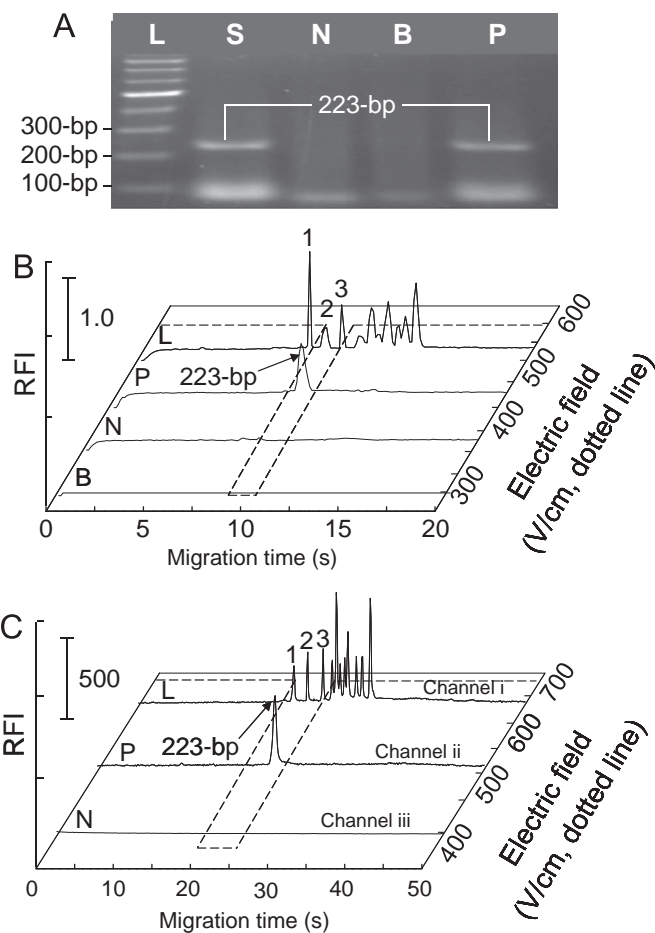 A
L S N B P
223-bp
300-bp
200-bp
100-bp
B
1
2
3
1.0
RFI
L
P
223-bp
N
B
0 5 10 15 20
Migration time (s)
300 400 500 600
Electric field
(V/cm, dotted line)
C
1 2 3
500
RFI
L
Channel i
P
223-bp
Channel ii
N
Channel iii
0 10 20 30 40 50
Migration time (s)
400 500 600 700
Electric field
(V/cm, dotted line)